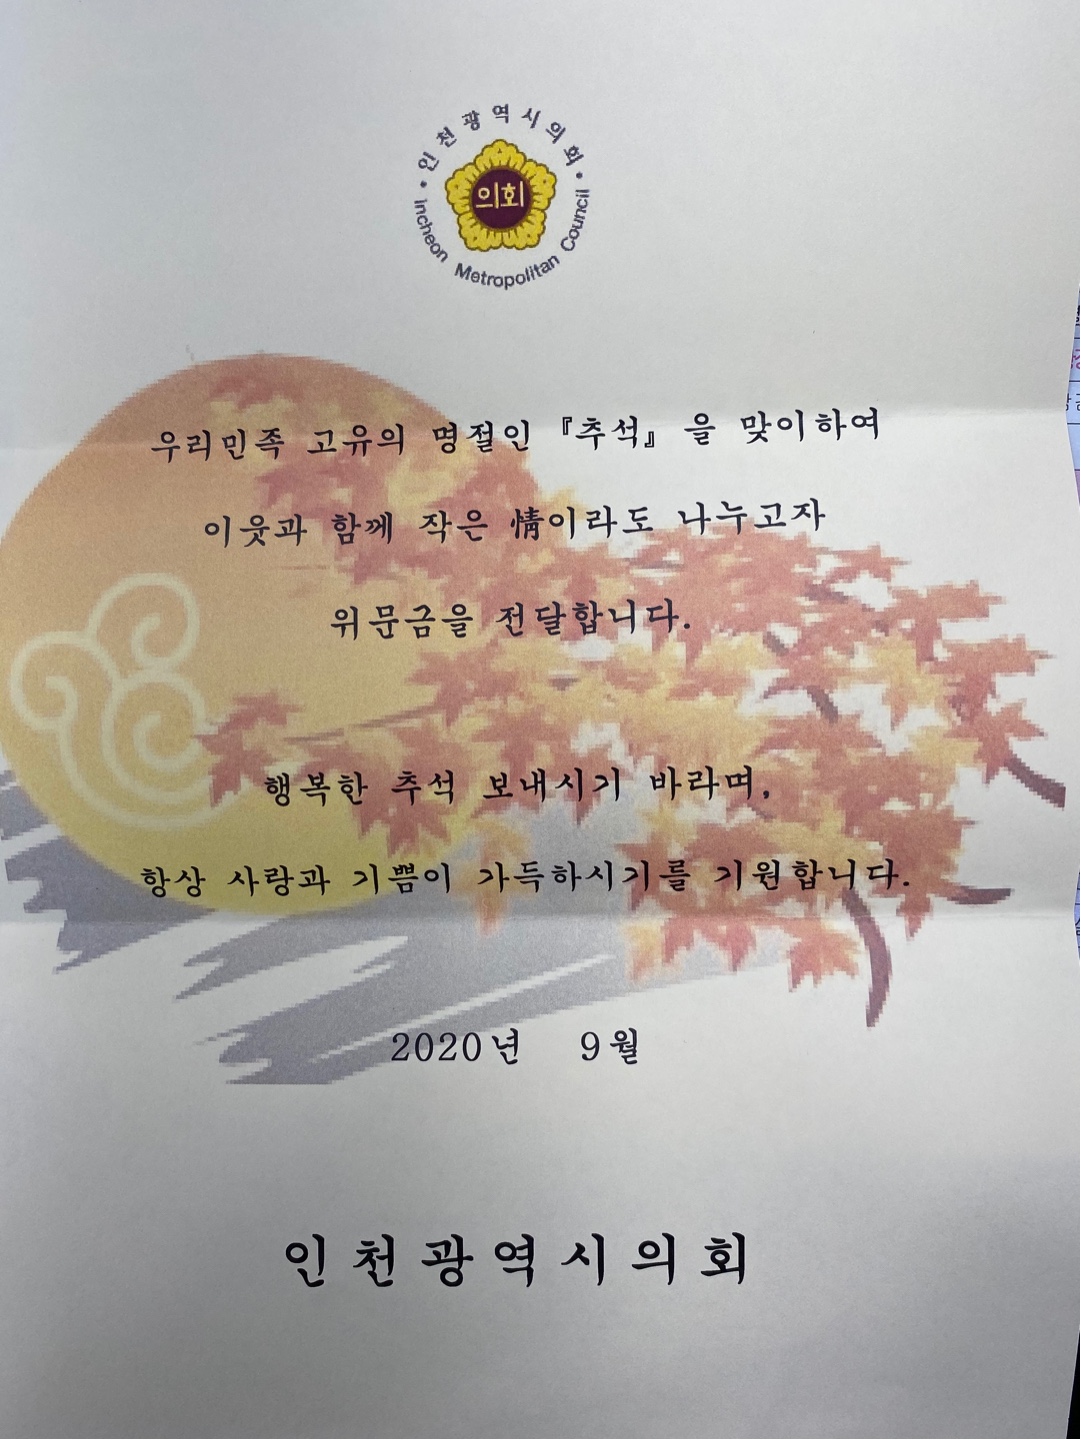 인천광역시의회
의회
Incheon Metropolitan Council
우리민족 고유의 명절인 『추석』을 맞이하여
이웃과 함께 작은 情이라도 나누고자
위문금을 전달합니다.
행복한 추석 보내시기 바라며,
항상 사랑과 기쁨이 가득하시기를 기원합니다.
2020년 9월
인천광역시의회